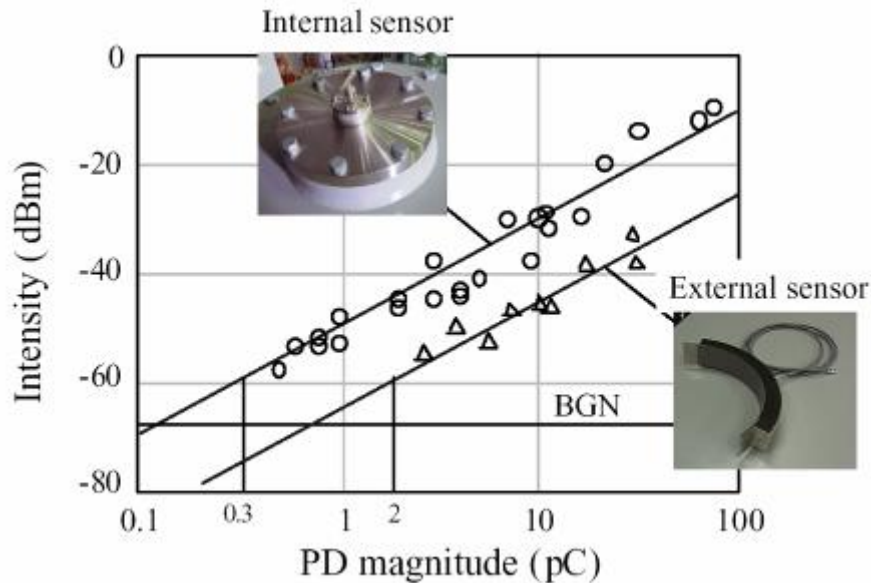 Internal sensor
0
-20
-40
-60
-80
Intensity (dBm)
External sensor
BGN
0.1
0.3
1
2
10
100
PD magnitude (pC)